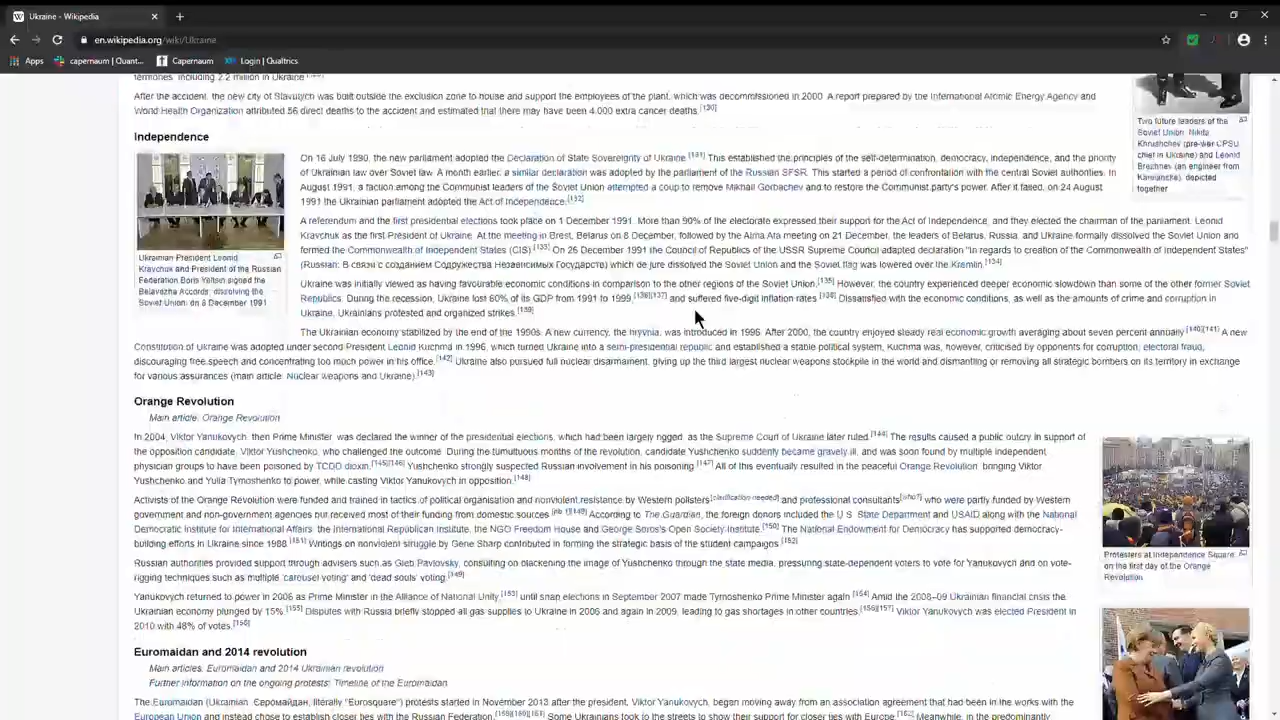 Ukraine - Wikipedia
en.wikipedia.org/wiki/Ukraine
Apps
capernaum | Quant...
Capernaum
Login | Qualtrics
territories, including 2.2 million in Ukraine
After the accident, the new city of Slavutych was built outside the exclusion zone to house and support the employees of the plant, which was decommissioned in 2000. A report prepared by the International Atomic Energy Agency and
World Health Organization attributed 56 direct deaths to the accident and estimated that there may have been 4,000 extra cancer deaths.[130]
Two future leaders of the
Soviet Union, Nikita
Khrushchev (pre-war CPSU
chief in Ukraine) and Leonid
Brezhnev (an engineer from
Kamianske), depicted
together
Independence
On 16 July 1990, the new parliament adopted the Declaration of State Sovereignty of Ukraine.[131] This established the principles of the self-determination, democracy, independence, and the priority
of Ukrainian law over Soviet law. A month earlier, a similar declaration was adopted by the parliament of the Russian SFSR. This started a period of confrontation with the central Soviet authorities. In
August 1991, a faction among the Communist leaders of the Soviet Union attempted a coup to remove Mikhail Gorbachev and to restore the Communist party's power. After it failed, on 24 August
1991 the Ukrainian parliament adopted the Act of Independence.[132]
A referendum and the first presidential elections took place on 1 December 1991. More than 90% of the electorate expressed their support for the Act of Independence, and they elected the chairman of the parliament, Leonid
Kravchuk as the first President of Ukraine. At the meeting in Brest, Belarus on 8 December, followed by the Alma Ata meeting on 21 December, the leaders of Belarus, Russia, and Ukraine formally dissolved the Soviet Union and
formed the Commonwealth of Independent States (CIS).[133] On 26 December 1991 the Council of Republics of the USSR Supreme Council adapted declaration "In regards to creation of the Commonwealth of Independent States"
(Russian: В связи с созданием Содружества Независимых Государств) which de jure dissolved the Soviet Union and the Soviet flag was lowered over the Kremlin.[134]
Ukrainian President Leonid
Kravchuk and President of the Russian
Federation Boris Yeltsin signed the
Belavezha Accords, dissolving the
Soviet Union, on 8 December 1991
Ukraine was initially viewed as having favourable economic conditions in comparison to the other regions of the Soviet Union.[135] However, the country experienced deeper economic slowdown than some of the other former Soviet
Republics. During the recession, Ukraine lost 60% of its GDP from 1991 to 1999,[136][137] and suffered five-digit inflation rates.[138] Dissatisfied with the economic conditions, as well as the amounts of crime and corruption in
Ukraine, Ukrainians protested and organized strikes.[139]
The Ukrainian economy stabilized by the end of the 1990s. A new currency, the hryvnia, was introduced in 1996. After 2000, the country enjoyed steady real economic growth averaging about seven percent annually.[140][141] A new
Constitution of Ukraine was adopted under second President Leonid Kuchma in 1996, which turned Ukraine into a semi-presidential republic and established a stable political system. Kuchma was, however, criticised by opponents for corruption, electoral fraud,
discouraging free speech and concentrating too much power in his office.[142] Ukraine also pursued full nuclear disarmament, giving up the third largest nuclear weapons stockpile in the world and dismantling or removing all strategic bombers on its territory in exchange
for various assurances (main article: Nuclear weapons and Ukraine).[143]
Orange Revolution
Main article: Orange Revolution
In 2004, Viktor Yanukovych, then Prime Minister, was declared the winner of the presidential elections, which had been largely rigged, as the Supreme Court of Ukraine later ruled.[144] The results caused a public outcry in support of
the opposition candidate, Viktor Yushchenko, who challenged the outcome. During the tumultuous months of the revolution, candidate Yushchenko suddenly became gravely ill, and was soon found by multiple independent
physician groups to have been poisoned by TCDD dioxin.[145][146] Yushchenko strongly suspected Russian involvement in his poisoning.[147] All of this eventually resulted in the peaceful Orange Revolution, bringing Viktor
Yushchenko and Yulia Tymoshenko to power, while casting Viktor Yanukovych in opposition.[148]
Activists of the Orange Revolution were funded and trained in tactics of political organisation and nonviolent resistance by Western pollsters[clarification needed] and professional consultants[who?] who were partly funded by Western
government and non-government agencies but received most of their funding from domestic sources.[nb 1][149] According to The Guardian, the foreign donors included the U.S. State Department and USAID along with the National
Democratic Institute for International Affairs, the International Republican Institute, the NGO Freedom House and George Soros's Open Society Institute.[150] The National Endowment for Democracy has supported democracy-
building efforts in Ukraine since 1988.[151] Writings on nonviolent struggle by Gene Sharp contributed in forming the strategic basis of the student campaigns.[152]
Protesters at Independence Square
on the first day of the Orange
Revolution
Russian authorities provided support through advisers such as Gleb Pavlovsky, consulting on blackening the image of Yushchenko through the state media, pressuring state-dependent voters to vote for Yanukovych and on vote-
rigging techniques such as multiple 'carousel voting' and 'dead souls' voting.[149]
Yanukovych returned to power in 2006 as Prime Minister in the Alliance of National Unity,[153] until snap elections in September 2007 made Tymoshenko Prime Minister again.[154] Amid the 2008–09 Ukrainian financial crisis the
Ukrainian economy plunged by 15%.[155] Disputes with Russia briefly stopped all gas supplies to Ukraine in 2006 and again in 2009, leading to gas shortages in other countries.[156][157] Viktor Yanukovych was elected President in
2010 with 48% of votes.[158]
Euromaidan and 2014 revolution
Main articles: Euromaidan and 2014 Ukrainian revolution
Further information on the ongoing protests: Timeline of the Euromaidan
The Euromaidan (Ukrainian: Євромайдан, literally "Eurosquare") protests started in November 2013 after the president, Viktor Yanukovych, began moving away from an association agreement that had been in the works with the
European Union and instead chose to establish closer ties with the Russian Federation.[159][160][161] Some Ukrainians took to the streets to show their support for closer ties with Europe.[162] Meanwhile, in the predominantly